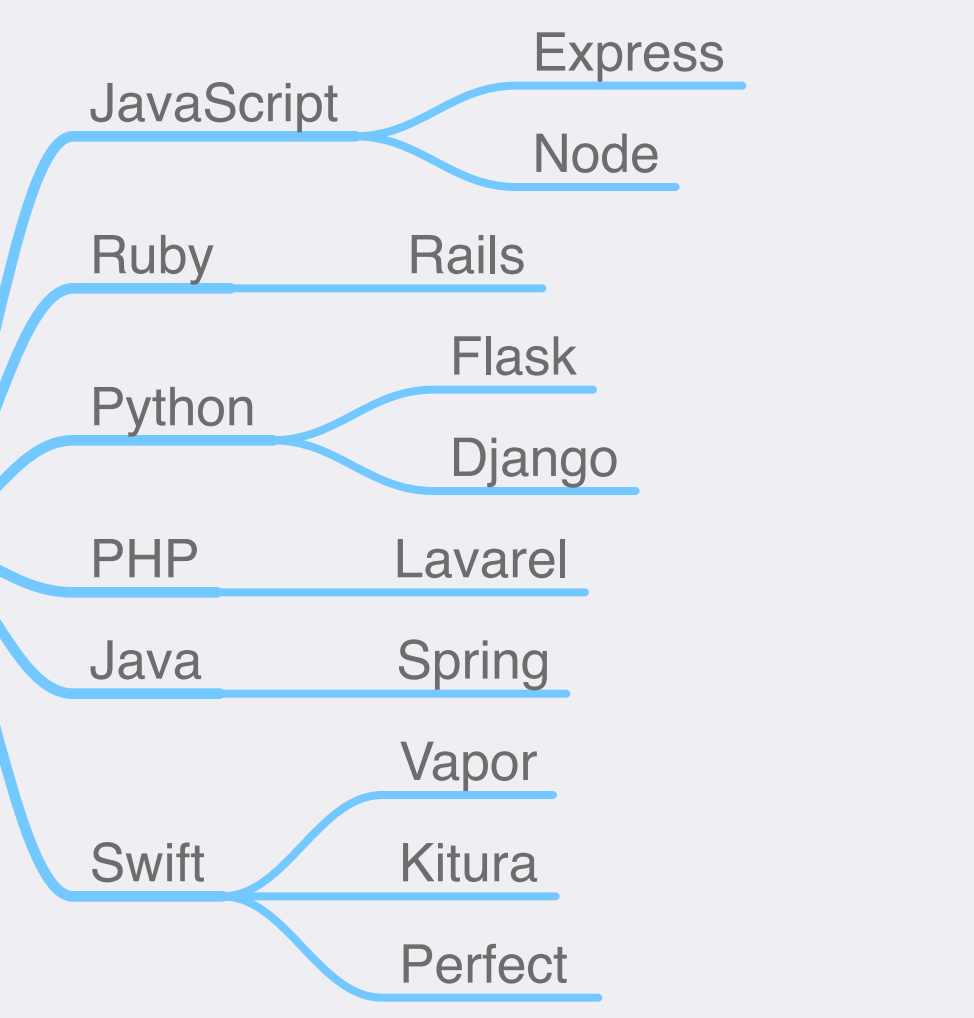 JavaScript
Express
Node
Ruby
Rails
Python
Flask
Django
PHP
Lavarel
Java
Spring
Swift
Vapor
Kitura
Perfect